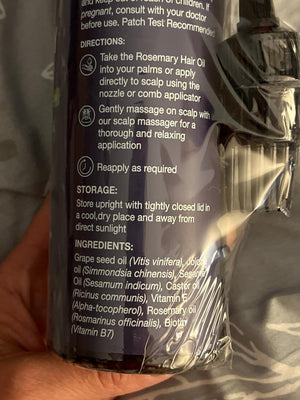 and keep out of reach of children. If
pregnant, consult with your doctor
before use. Patch Test Recommended
DIRECTIONS:
Take the Rosemary Hair Oil
into your palms or apply
directly to scalp using the
nozzle or comb applicator
Gently massage on scalp with
our scalp massager for a
thorough and relaxing
application
Reapply as required
STORAGE:
Store upright with tightly closed lid in
a cool,dry place and away from
direct sunlight
INGREDIENTS:
Grape seed oil (Vitis vinifera), Jojoba
oil (Simmondsia chinensis), Sesame
Oil (Sesamum indicum), Castor oil
(Ricinus communis), Vitamin E
(Alpha-tocopherol), Rosemary oil
(Rosmarinus officinalis), Biotin
(Vitamin B7)